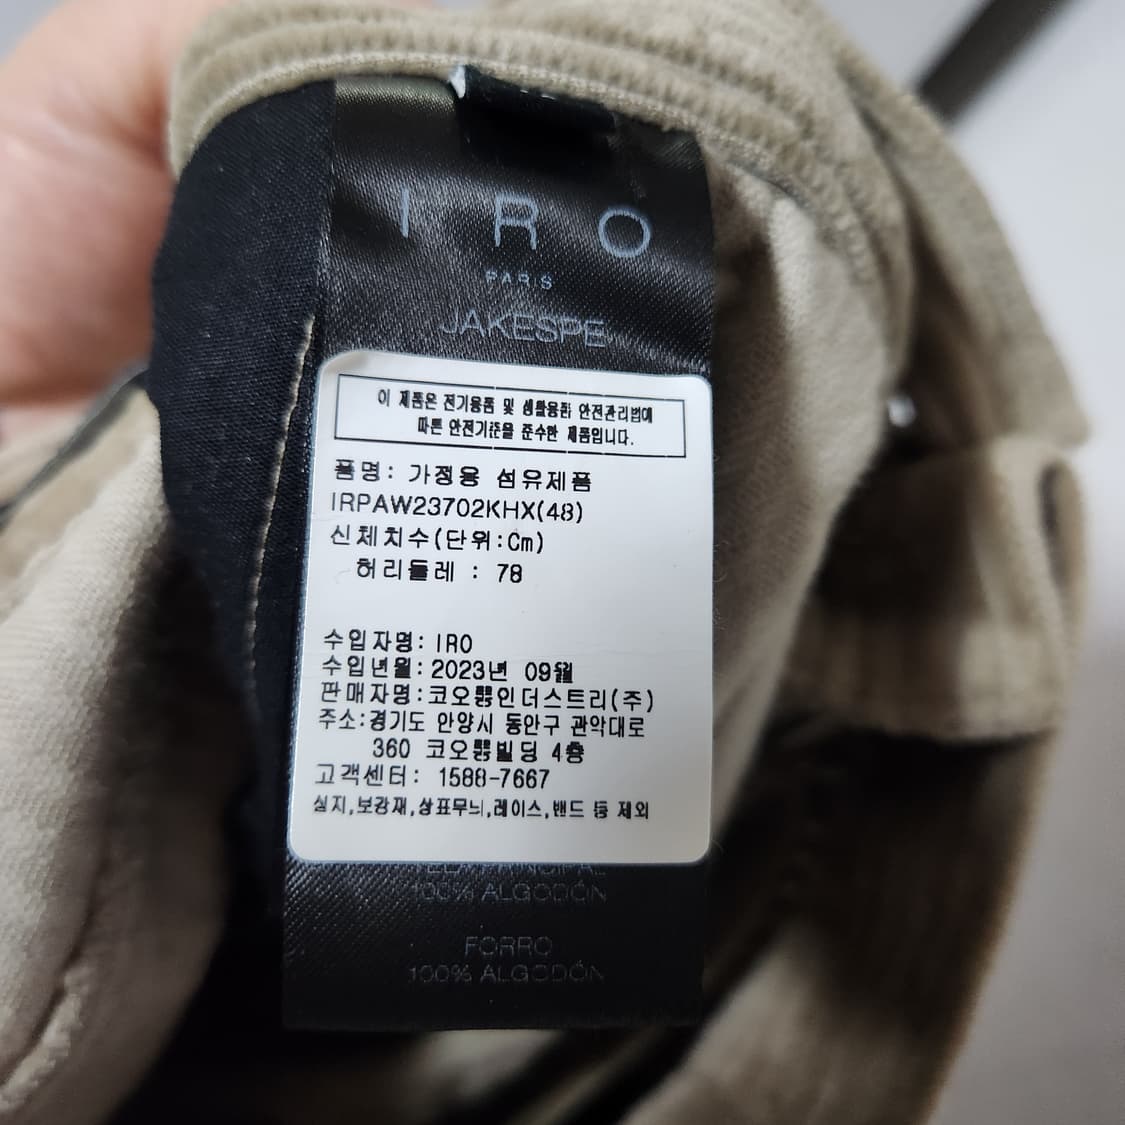 I R O
PARIS
JAKESPE
이 제품은 전기용품 및 생활용품 안전관리법에
따른 안전기준을 준수한 제품입니다.
품명: 가정용 섬유제품
IRPAW23702KHX(48)
신체치수(단위:Cm)
허리둘레 : 78
수입자명: IRO
수입년월: 2023년 09월
판매자명:코오롱인더스트리(주)
주소:경기도 안양시 동안구 관악대로
360 코오롱빌딩 4층
고객센터: 1588-7667
심지,보강재,상표무늬,레이스,밴드 등 제외
PRINCIPAL
100% ALGODÓN
FORRO
100% ALGODÓN